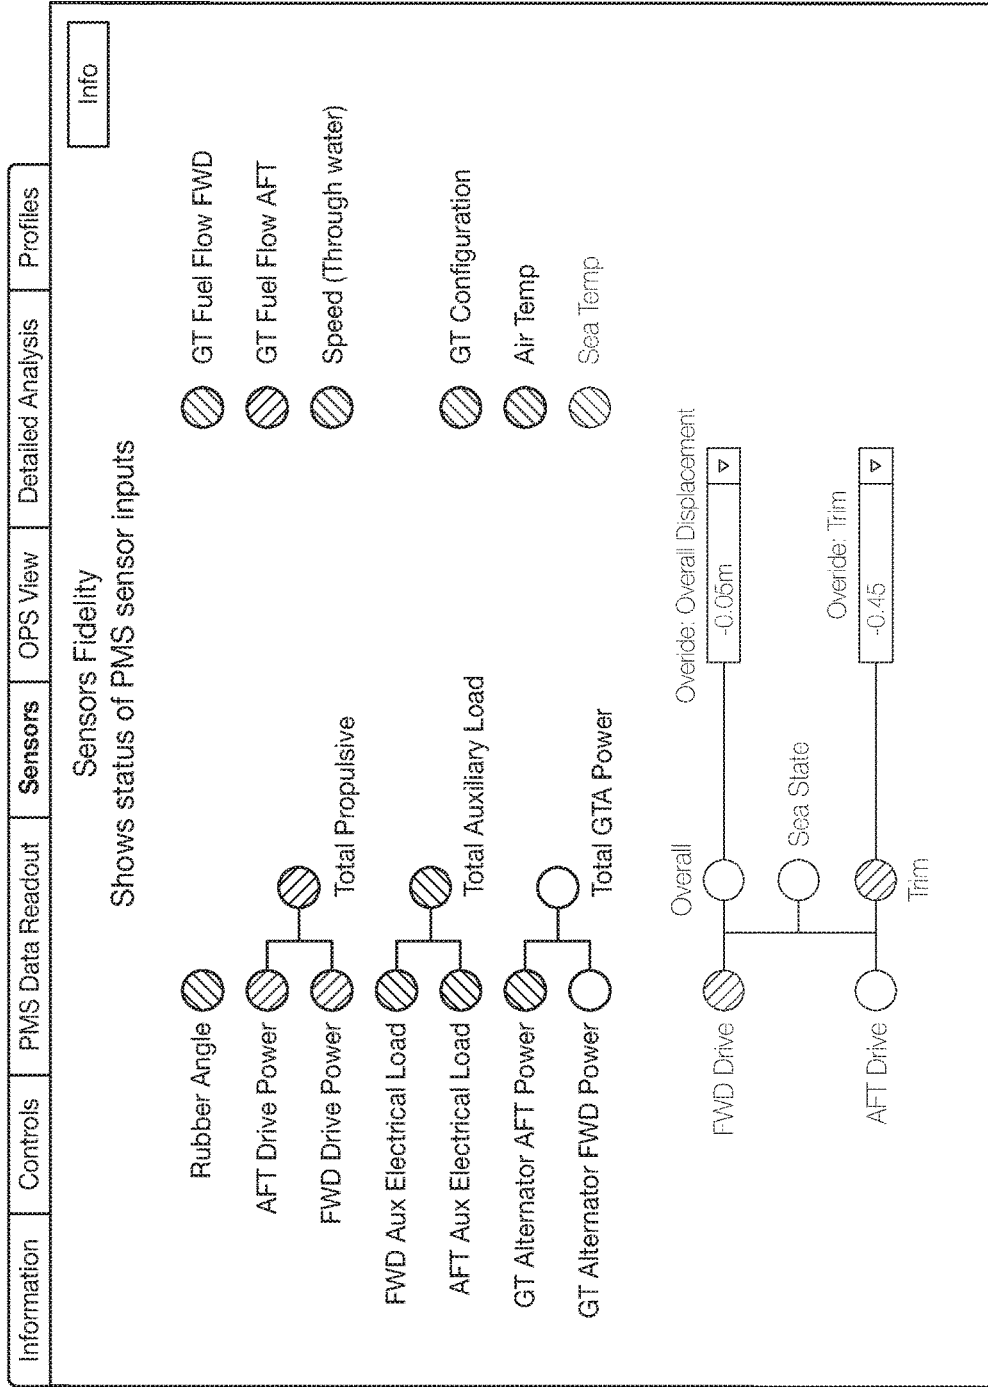 Information
Controls
PMS Data Readout
Sensors
OPS View
Detailed Analysis
Profiles
Info
Sensors Fidelity
Shows status of PMS sensor inputs
Rubber Angle
AFT Drive Power
FWD Drive Power
Total Propulsive
FWD Aux Electrical Load
AFT Aux Electrical Load
Total Auxiliary Load
GT Alternator AFT Power
GT Alternator FWD Power
Total GTA Power
GT Fuel Flow FWD
GT Fuel Flow AFT
Speed (Through water)
GT Configuration
Air Temp
Sea Temp
FWD Drive
Overall
Overide: Overall Displacement
-0.05m
Sea State
AFT Drive
Trim
Overide: Trim
-0.45